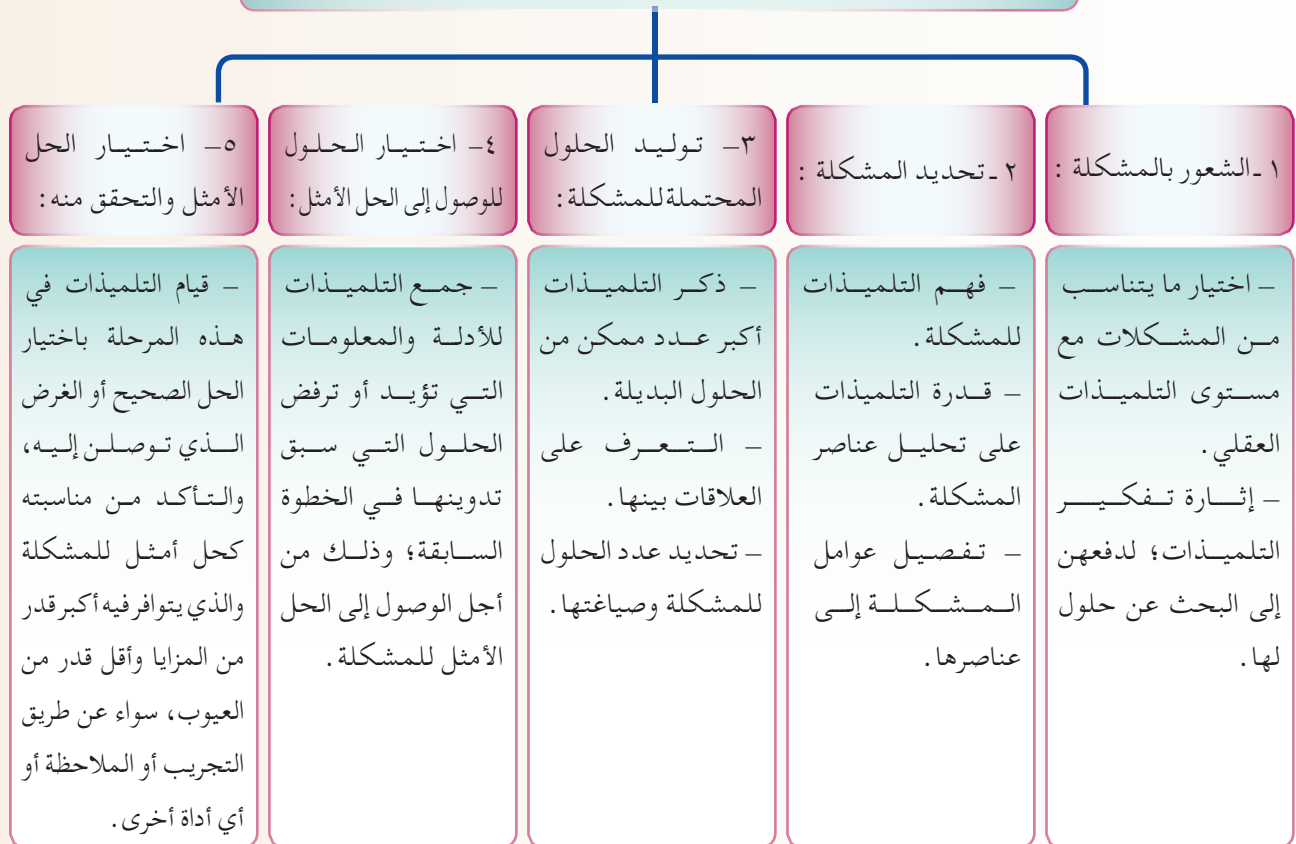 ١ ـ الشعور بالمشكلة :
– اختيار ما يتناسب
من المشكلات مع
مستوى التلميذات
العقلي .
– إثارة تفكير
التلميذات؛ لدفعهن
إلى البحث عن حلول
لها .
٢ ـ تحديد المشكلة :
– فهم التلميذات
للمشكلة .
– قدرة التلميذات
على تحليل عناصر
المشكلة .
– تفصيل عوامل
المشكلة إلى
عناصرها .
٣– توليد الحلول
المحتملة للمشكلة :
– ذكر التلميذات
أكبر عدد ممكن من
الحلول البديلة .
– التعرف على
العلاقات بينها .
– تحديد عدد الحلول
للمشكلة وصياغتها .
٤– اختيار الحلول
للوصول إلى الحل الأمثل :
– جمع التلميذات
للأدلة والمعلومات
التي تؤيد أو ترفض
الحلول التي سبق
تدوينها في الخطوة
السابقة؛ وذلك من
أجل الوصول إلى الحل
الأمثل للمشكلة .
٥– اختيار الحل
الأمثل والتحقق منه :
– قيام التلميذات في
هذه المرحلة باختيار
الحل الصحيح أو الغرض
الذي توصلن إليه،
والتأكد من مناسبته
كحل أمثل للمشكلة
والذي يتوافر فيه أكبر قدر
من المزايا وأقل قدر من
العيوب، سواء عن طريق
التجريب أو الملاحظة أو
أي أداة أخرى .